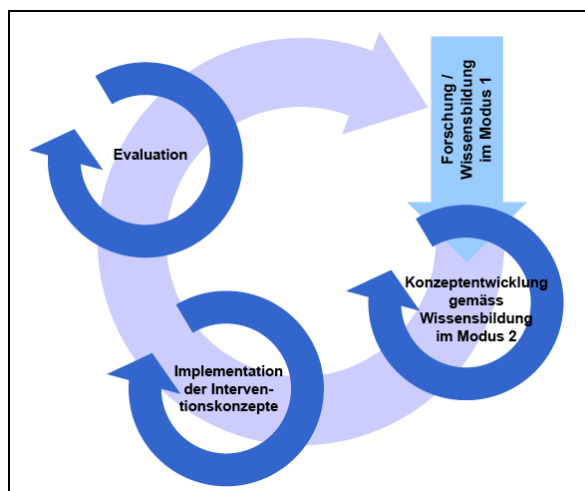 Evaluation
Forschung /
Wissensbildung
im Modus 1
Konzeptentwicklung
gemäss
Wissensbildung
im Modus 2
Implementation
der Interven-
tionskonzepte